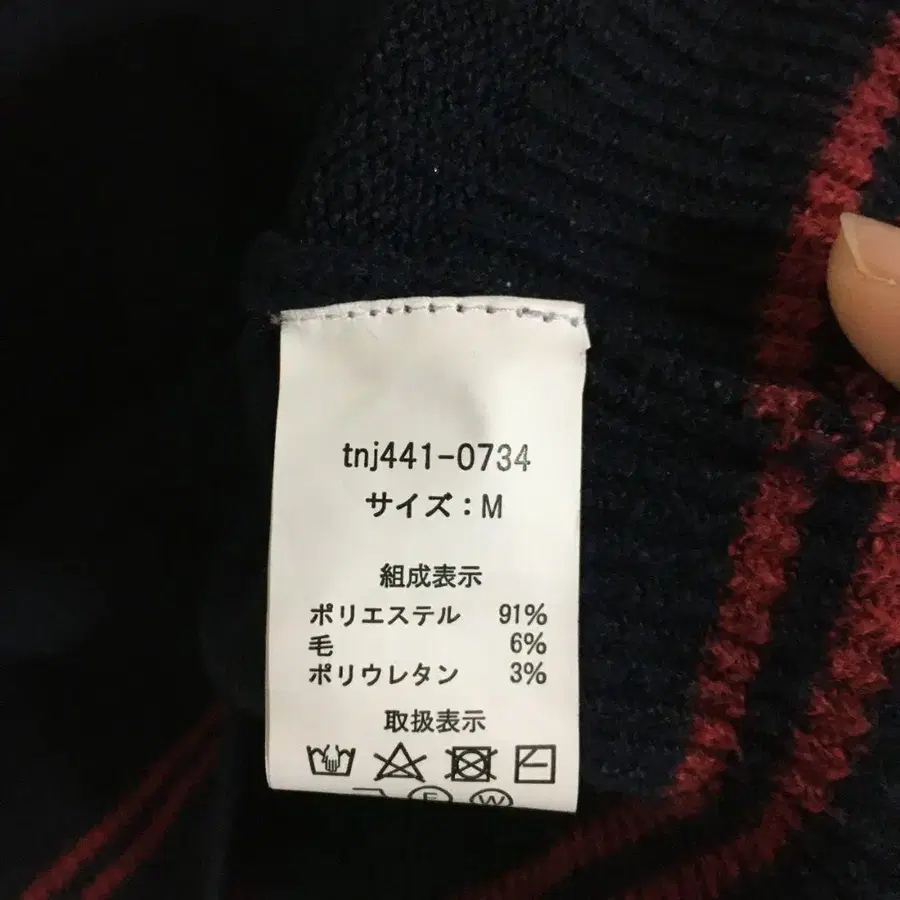 tnj441-0734
サイズ：M
組成表示
ポリエステル 91%
毛 6%
ポリウレタン 3%
取扱表示